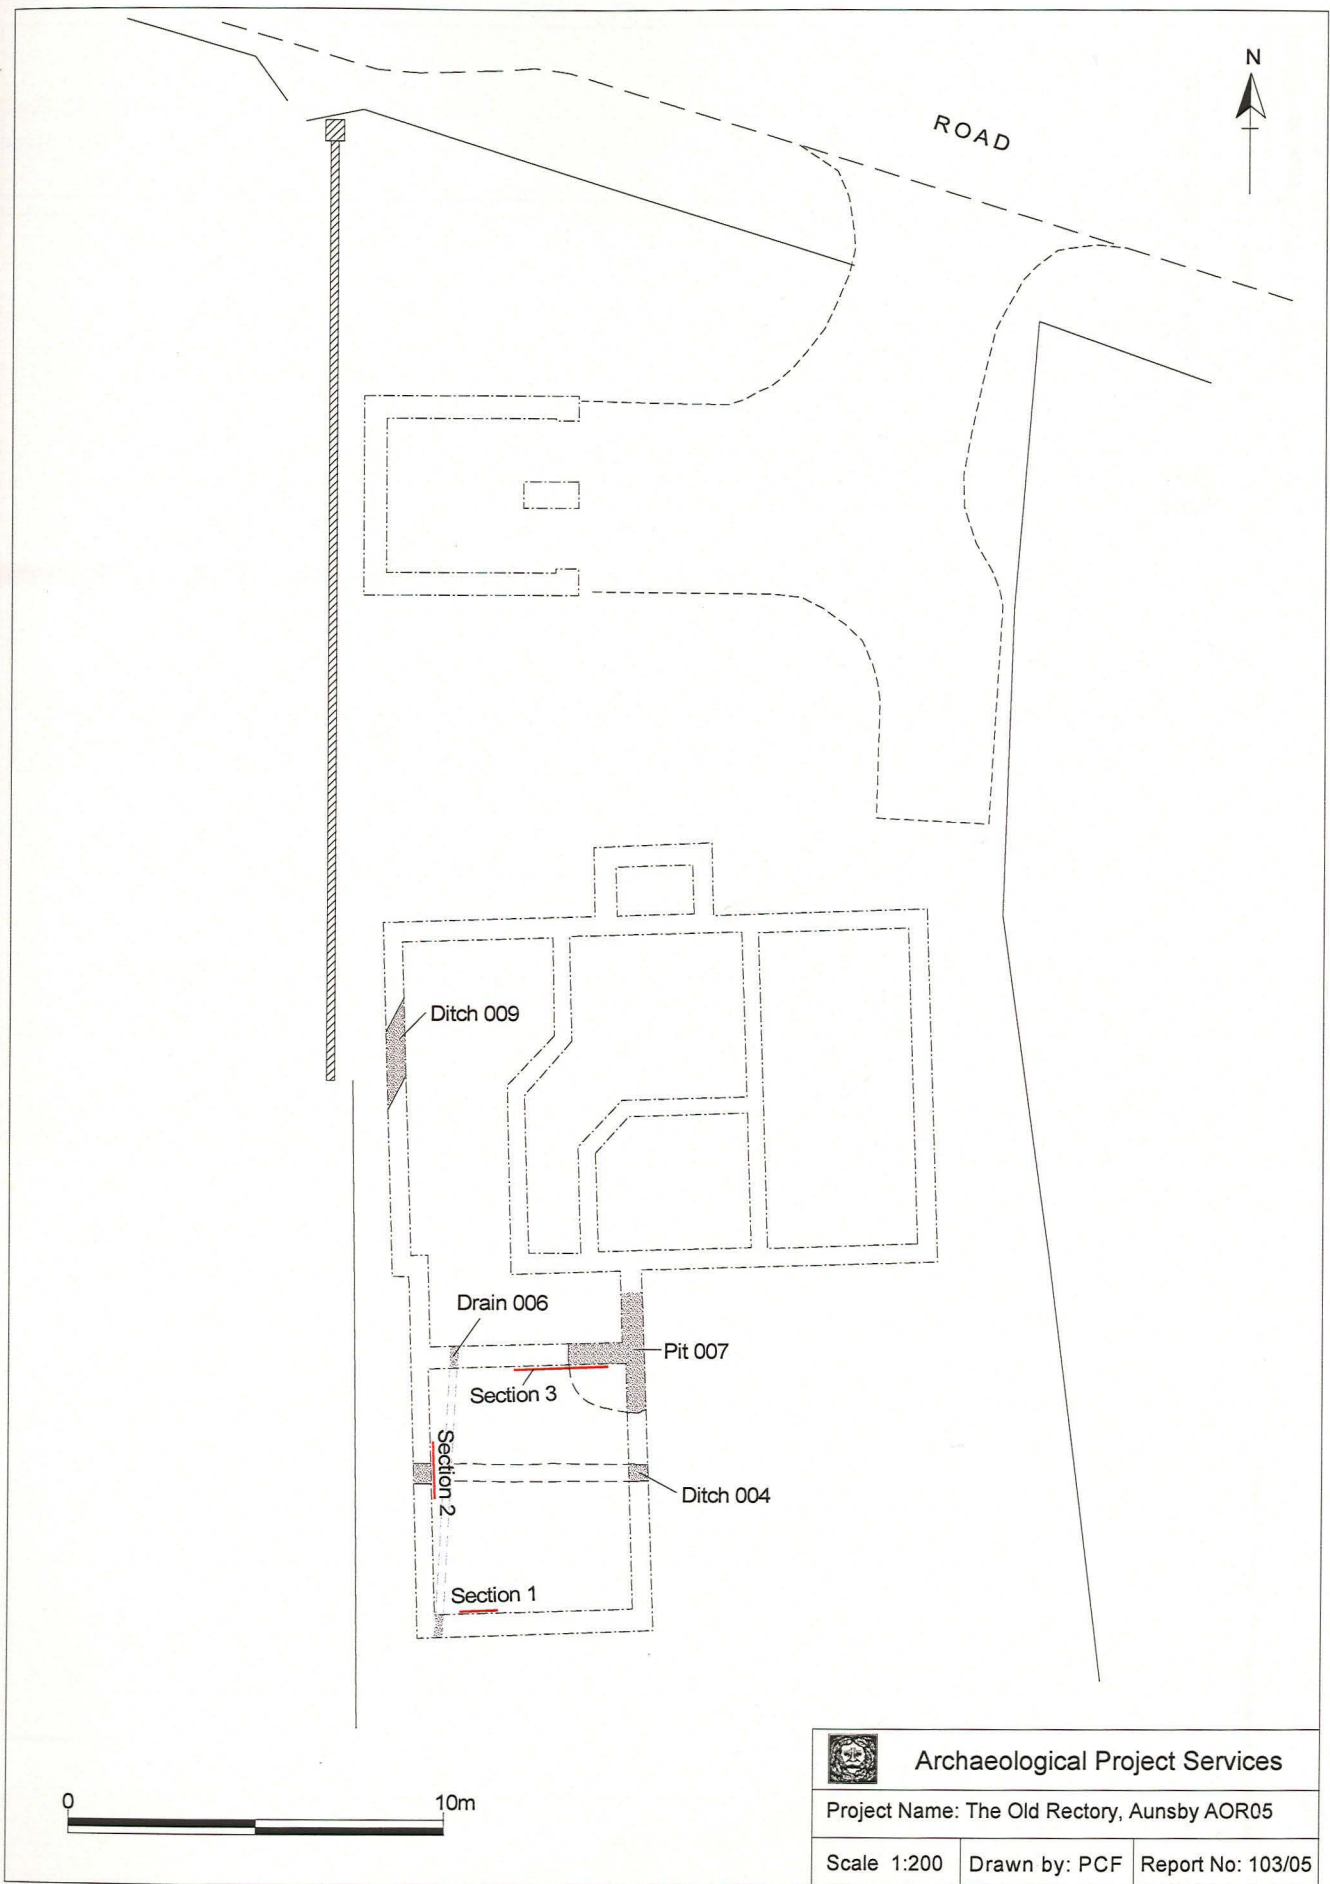 N
ROAD
Ditch 009
Drain 006
Pit 007
Section 3
Section 2
Ditch 004
Section 1
0 10m
Archaeological Project Services
Project Name: The Old Rectory, Aunsby AOR05
Scale 1:200 Drawn by: PCF Report No: 103/05